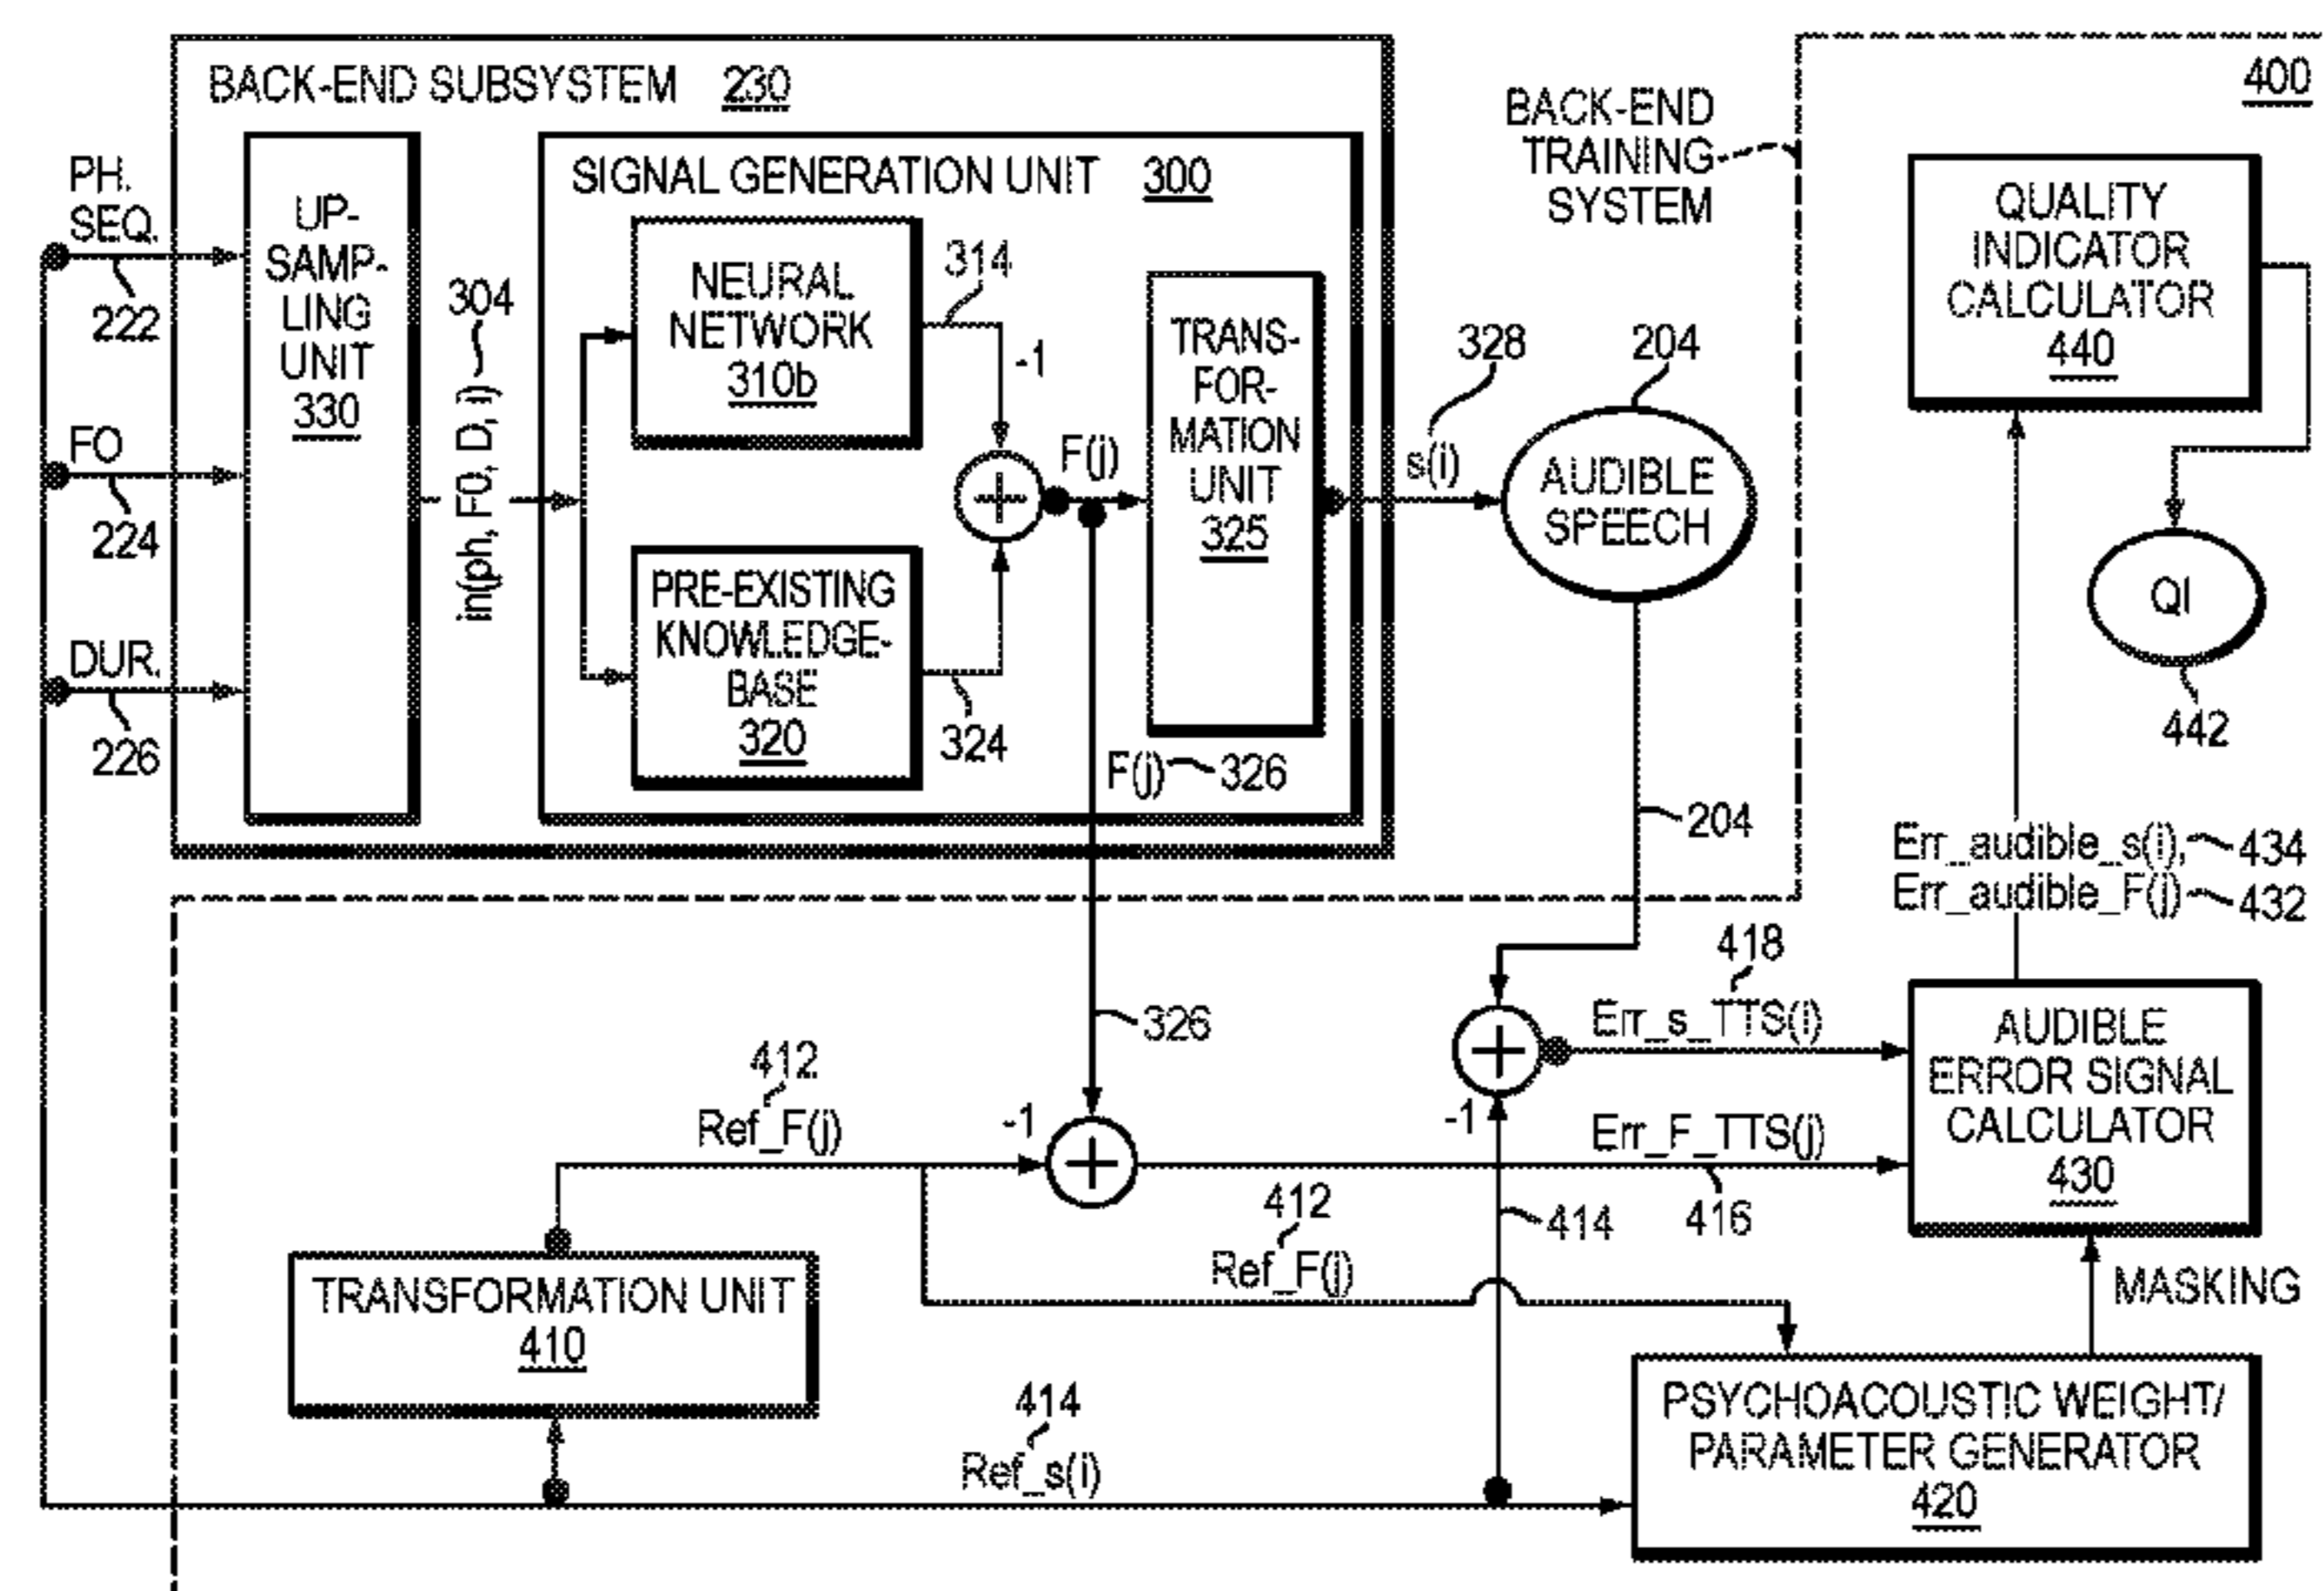 BACK-END SUBSYSTEM 230
PH.
SEQ.
222
FO
224
DUR.
226
UP-
SAMP-
LING
UNIT
330
304
in(ph, F0, D, i)
SIGNAL GENERATION UNIT 300
NEURAL
NETWORK
310b
314
-1
PRE-EXISTING
KNOWLEDGE-
BASE
320
324
F(j)
TRANS-
FOR-
MATION
UNIT
325
F(j) 326
328
s(i)
204
AUDIBLE
SPEECH
204
BACK-END
TRAINING
SYSTEM
400
QUALITY
INDICATOR
CALCULATOR
440
QI
442
Err_audible_s(i), 434
Err_audible_F(j) 432
326
418
Err_s_TTS(i)
-1
AUDIBLE
ERROR SIGNAL
CALCULATOR
430
412
Ref_F(j)
-1
Err_F_TTS(j)
416
414
412
Ref_F(j)
MASKING
TRANSFORMATION UNIT
410
414
Ref_s(i)
PSYCHOACOUSTIC WEIGHT/
PARAMETER GENERATOR
420